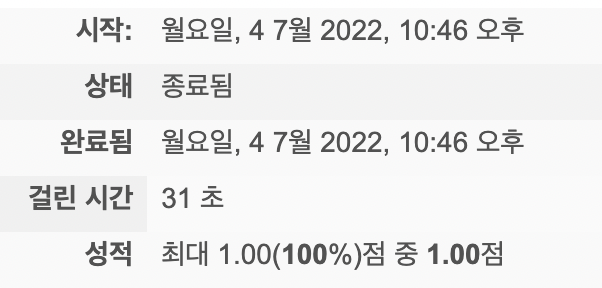 시작: 월요일, 4 7월 2022, 10:46 오후
상태 종료됨
완료됨 월요일, 4 7월 2022, 10:46 오후
걸린 시간 31 초
성적 최대 1.00(100%)점 중 1.00점